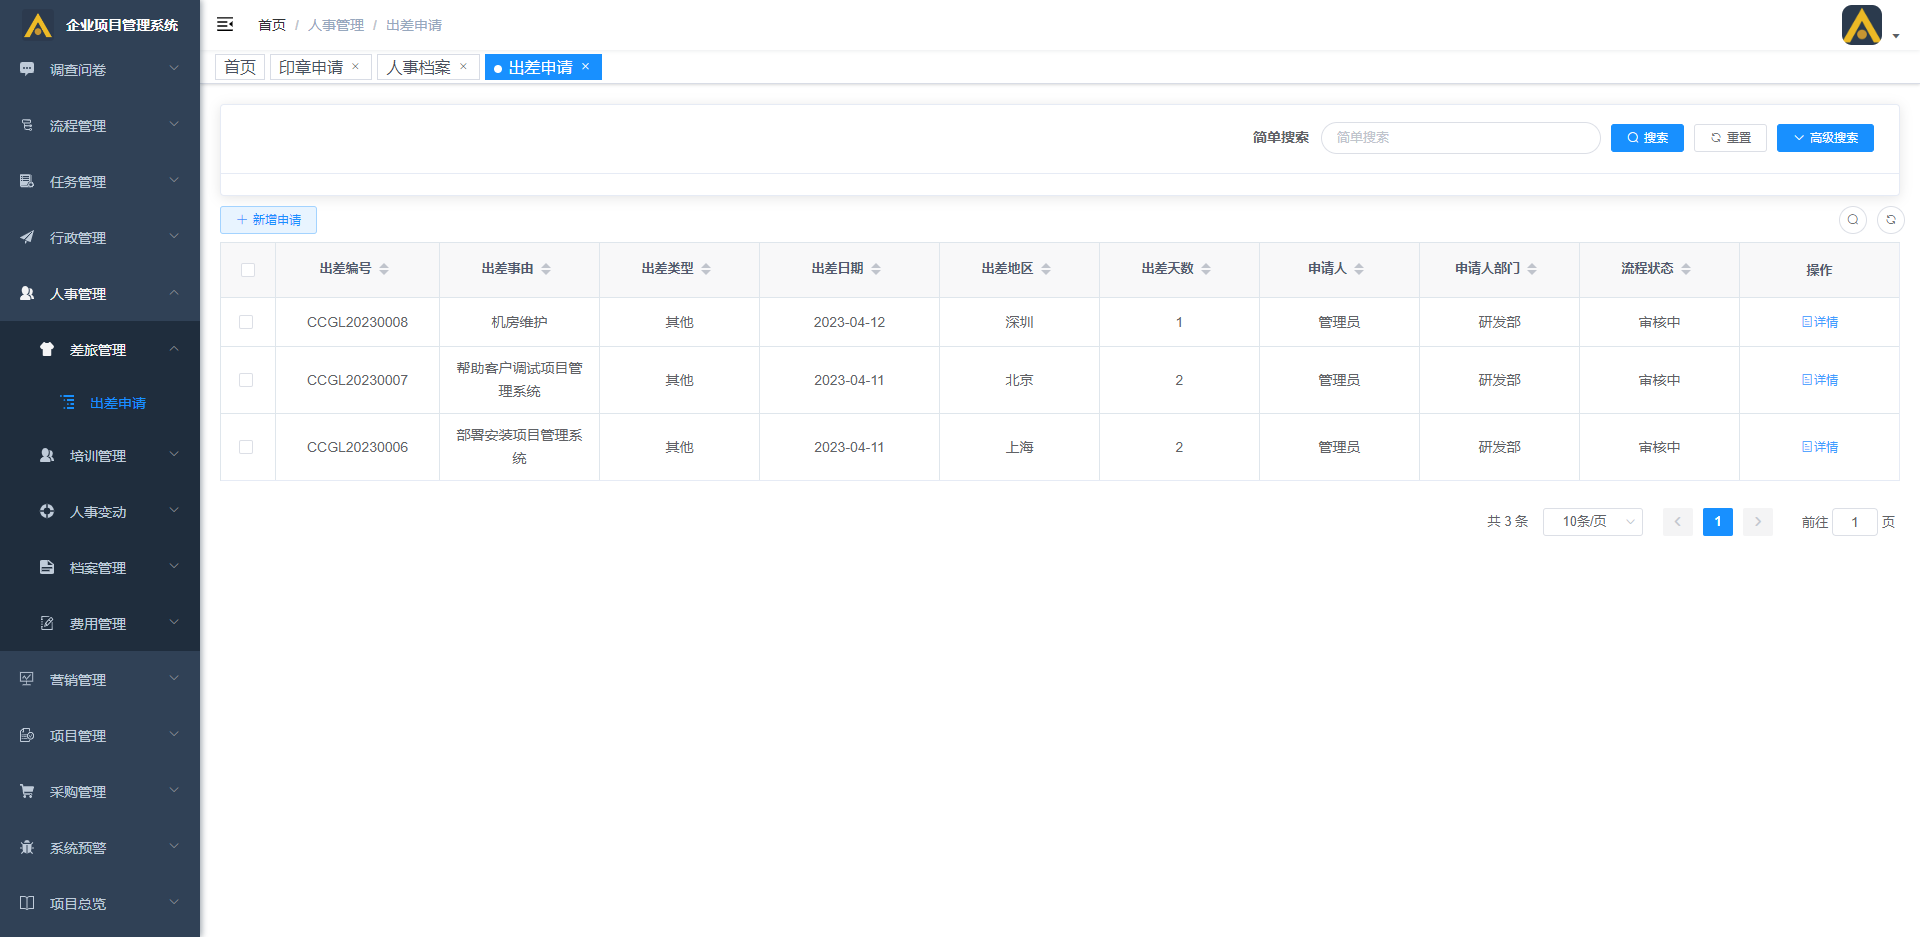 企业项目管理系统
调查问卷
流程管理
任务管理
行政管理
人事管理
差旅管理
出差申请
培训管理
人事变动
档案管理
费用管理
营销管理
项目管理
采购管理
系统预警
项目总览
首页 / 人事管理 / 出差申请
首页 印章申请 × 人事档案 × 出差申请 ×
简单搜索 简单搜索 搜索 重置 高级搜索
+ 新增申请
出差编号 出差事由 出差类型 出差日期 出差地区 出差天数 申请人 申请人部门 流程状态 操作
CCGL20230008 机房维护 其他 2023-04-12 深圳 1 管理员 研发部 审核中 详情
CCGL20230007 帮助客户调试项目管 其他 2023-04-11 北京 2 管理员 研发部 审核中 详情
理系统
CCGL20230006 部署安装项目管理系 其他 2023-04-11 上海 2 管理员 研发部 审核中 详情
统
共 3 条 10条/页 1 前往 1 页